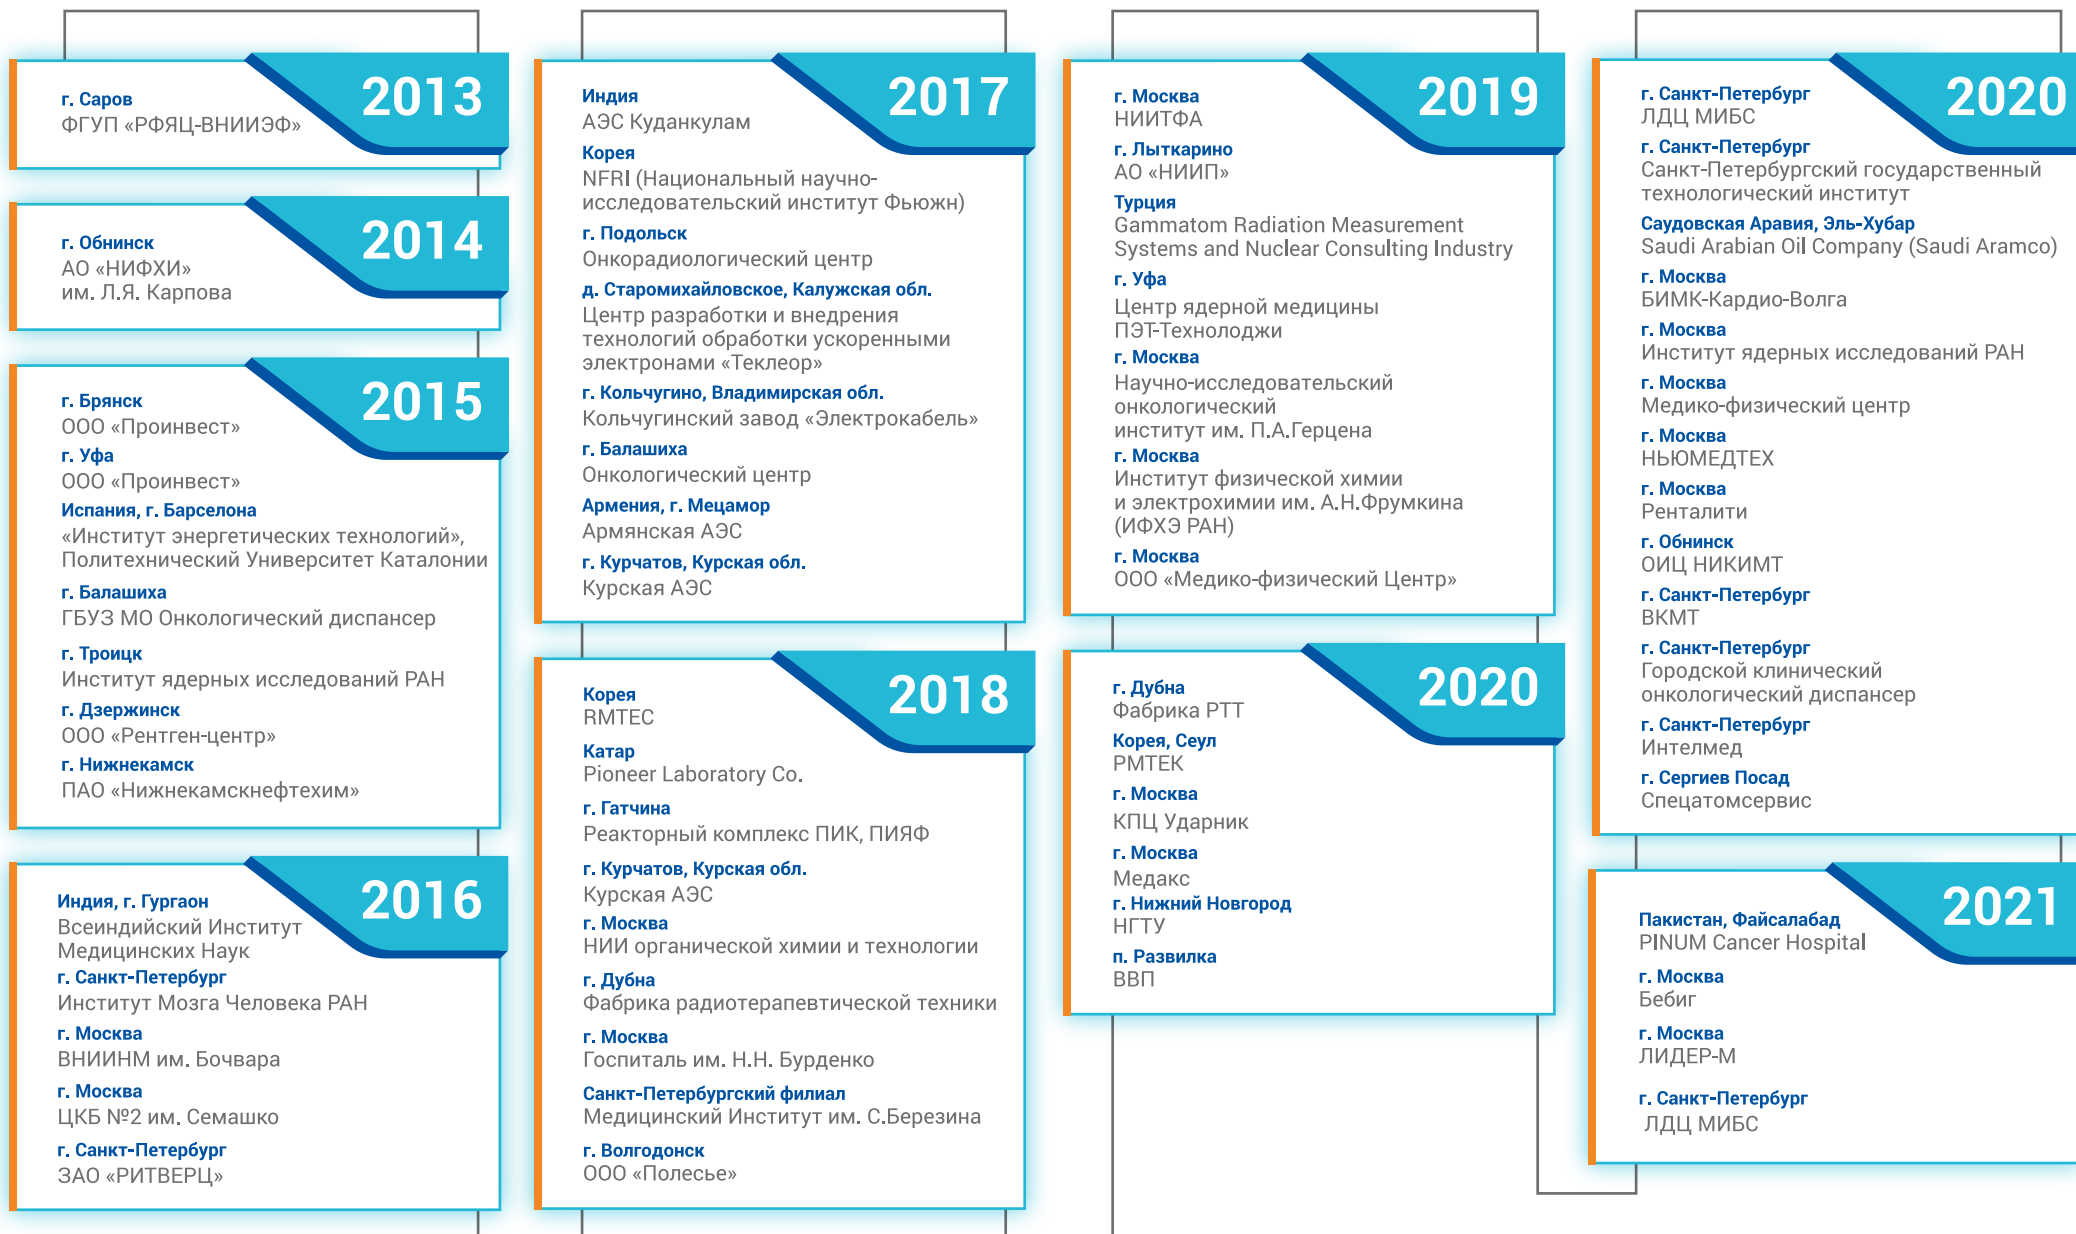 2013
г. Саров
ФГУП «РФЯЦ-ВНИИЭФ»
2014
г. Обнинск
АО «НИФХИ»
им. Л.Я. Карпова
2015
г. Брянск
ООО «Проинвест»
г. Уфа
ООО «Проинвест»
Испания, г. Барселона
«Институт энергетических технологий»,
Политехнический Университет Каталонии
г. Балашиха
ГБУЗ МО Онкологический диспансер
г. Троицк
Институт ядерных исследований РАН
г. Дзержинск
ООО «Рентген-центр»
г. Нижнекамск
ПАО «Нижнекамскнефтехим»
2016
Индия, г. Гургаон
Всеиндийский Институт
Медицинских Наук
г. Санкт-Петербург
Институт Мозга Человека РАН
г. Москва
ВНИИНМ им. Бочвара
г. Москва
ЦКБ №2 им. Семашко
г. Санкт-Петербург
ЗАО «РИТВЕРЦ»
2017
Индия
АЭС Куданкулам
Корея
NFRI (Национальный научно-
исследовательский институт Фьюжн)
г. Подольск
Онкорадиологический центр
д. Старомихайловское, Калужская обл.
Центр разработки и внедрения
технологий обработки ускоренными
электронами «Теклеор»
г. Кольчугино, Владимирская обл.
Кольчугинский завод «Электрокабель»
г. Балашиха
Онкологический центр
Армения, г. Мецамор
Армянская АЭС
г. Курчатов, Курская обл.
Курская АЭС
2018
Корея
RMTEC
Катар
Pioneer Laboratory Co.
г. Гатчина
Реакторный комплекс ПИК, ПИЯФ
г. Курчатов, Курская обл.
Курская АЭС
г. Москва
НИИ органической химии и технологии
г. Дубна
Фабрика радиотерапевтической техники
г. Москва
Госпиталь им. Н.Н. Бурденко
Санкт-Петербургский филиал
Медицинский Институт им. С.Березина
г. Волгодонск
ООО «Полесье»
2019
г. Москва
НИИТФА
г. Лыткарино
АО «НИИП»
Турция
Gammatom Radiation Measurement
Systems and Nuclear Consulting Industry
г. Уфа
Центр ядерной медицины
ПЭТ-Технолоджи
г. Москва
Научно-исследовательский
онкологический
институт им. П.А.Герцена
г. Москва
Институт физической химии
и электрохимии им. А.Н.Фрумкина
(ИФХЭ РАН)
г. Москва
ООО «Медико-физический Центр»
2020
г. Дубна
Фабрика РТТ
Корея, Сеул
РМТЕК
г. Москва
КПЦ Ударник
г. Москва
Медакс
г. Нижний Новгород
НГТУ
п. Развилка
ВВП
2020
г. Санкт-Петербург
ЛДЦ МИБС
г. Санкт-Петербург
Санкт-Петербургский государственный
технологический институт
Саудовская Аравия, Эль-Хубар
Saudi Arabian Oil Company (Saudi Aramco)
г. Москва
БИМК-Кардио-Волга
г. Москва
Институт ядерных исследований РАН
г. Москва
Медико-физический центр
г. Москва
НЬЮМЕДТЕХ
г. Москва
Ренталити
г. Обнинск
ОИЦ НИКИМТ
г. Санкт-Петербург
ВКМТ
г. Санкт-Петербург
Городской клинический
онкологический диспансер
г. Санкт-Петербург
Интелмед
г. Сергиев Посад
Спецатомсервис
2021
Пакистан, Файсалабад
PINUM Cancer Hospital
г. Москва
Бебиг
г. Москва
ЛИДЕР-М
г. Санкт-Петербург
ЛДЦ МИБС